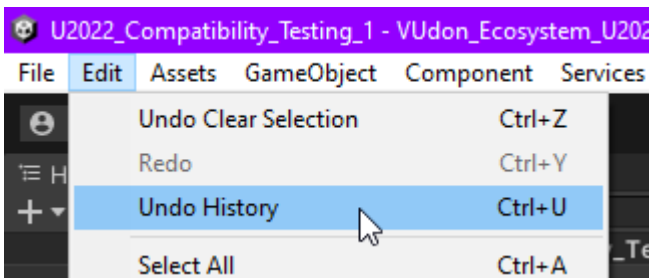 U2022_Compatibility_Testing_1 - VUdon_Ecosystem_U202
File Edit Assets GameObject Component Services
Undo Clear Selection Ctrl+Z
H
Redo Ctrl+Y
Undo History Ctrl+U
_Te
Select All Ctrl+A